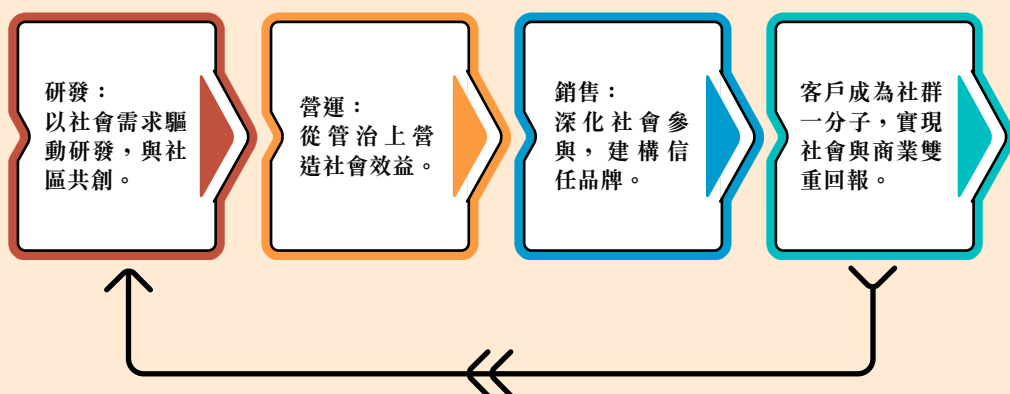 研發：
以社會需求驅
動研發，與社
區共創。
營運：
從管治上營
造社會效益。
銷售：
深化社會參
與，建構信
任品牌。
客戶成為社群
一分子，實現
社會與商業雙
重回報。